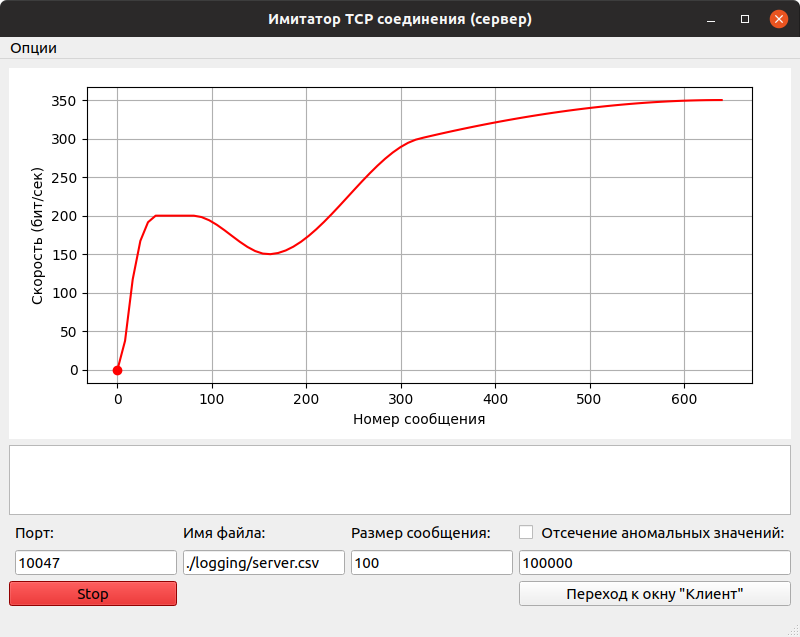 Имитатор TCP соединения (сервер)
Опции
350
300
250
200
150
100
50
0
Скорость (бит/сек)
0 100 200 300 400 500 600
Номер сообщения
Порт: Имя файла: Размер сообщения: Отсечение аномальных значений:
10047 ./logging/server.csv 100 100000
Stop Переход к окну "Клиент"